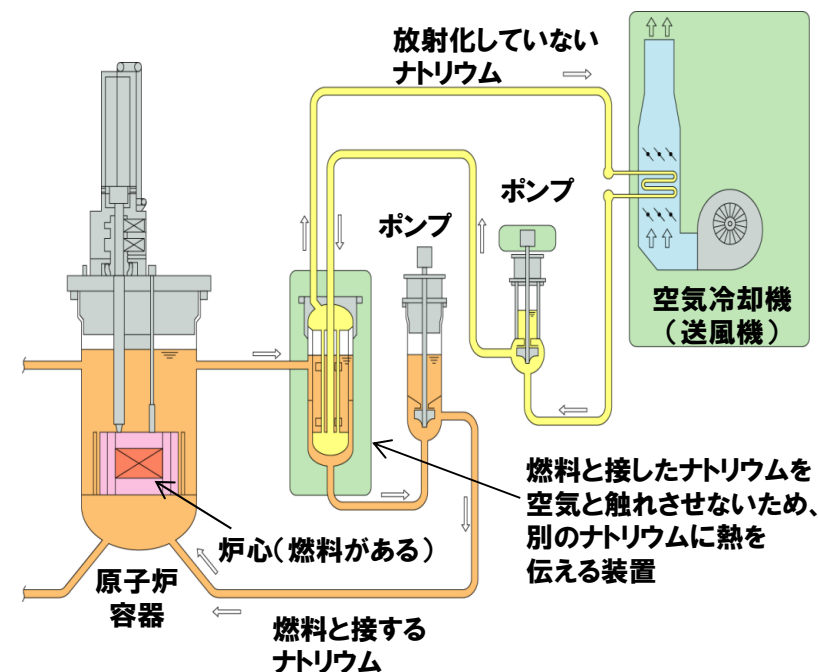 放射化していない
ナトリウム
ポンプ
ポンプ
空気冷却機
（送風機）
燃料と接したナトリウムを
空気と触れさせないため、
別のナトリウムに熱を
伝える装置
炉心（燃料がある）
原子炉
容器
燃料と接する
ナトリウム